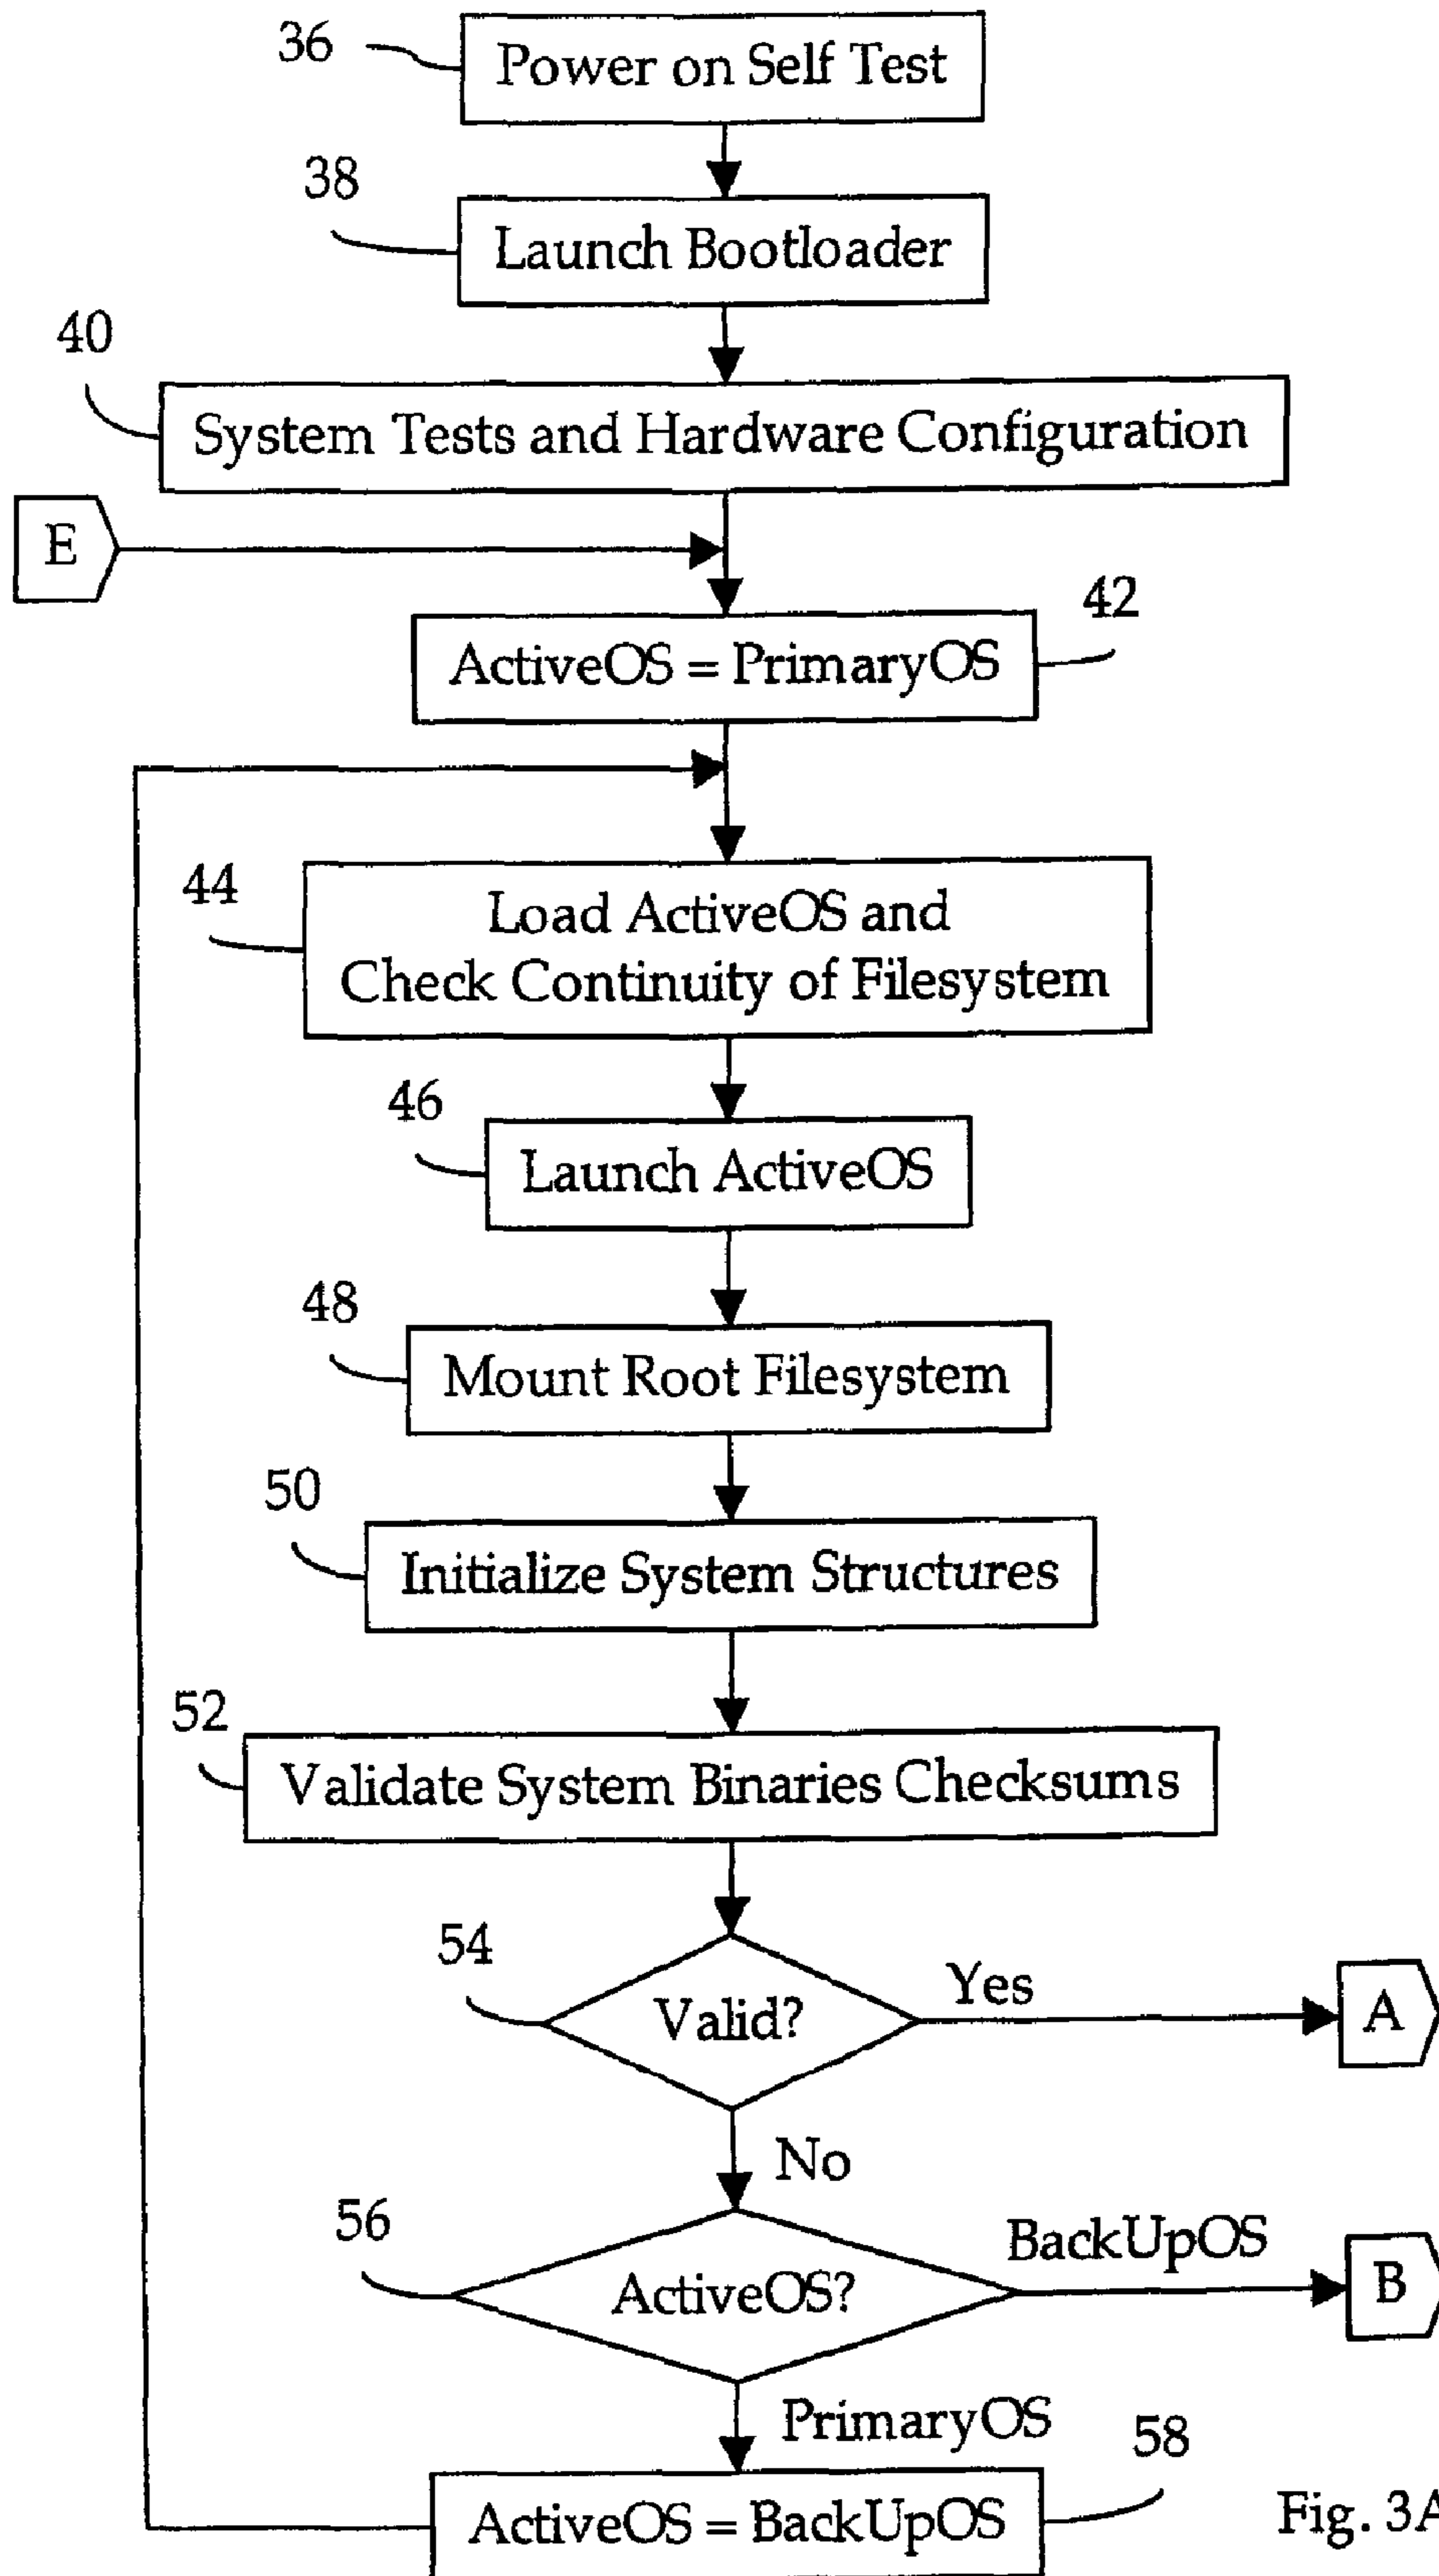 36
Power on Self Test
38
Launch Bootloader
40
System Tests and Hardware Configuration
E
42
ActiveOS = PrimaryOS
44
Load ActiveOS and
Check Continuity of Filesystem
46
Launch ActiveOS
48
Mount Root Filesystem
50
Initialize System Structures
52
Validate System Binaries Checksums
54
Valid?
Yes
A
No
56
ActiveOS?
BackUpOS
B
PrimaryOS
58
ActiveOS = BackUpOS
Fig. 3A